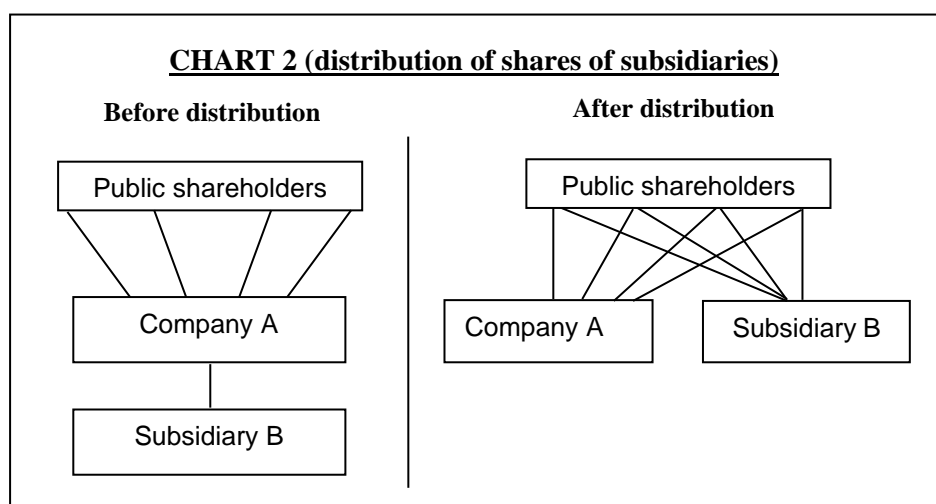 CHART 2 (distribution of shares of subsidiaries)
Before distribution
Public shareholders
Company A
Subsidiary B
After distribution
Public shareholders
Company A
Subsidiary B